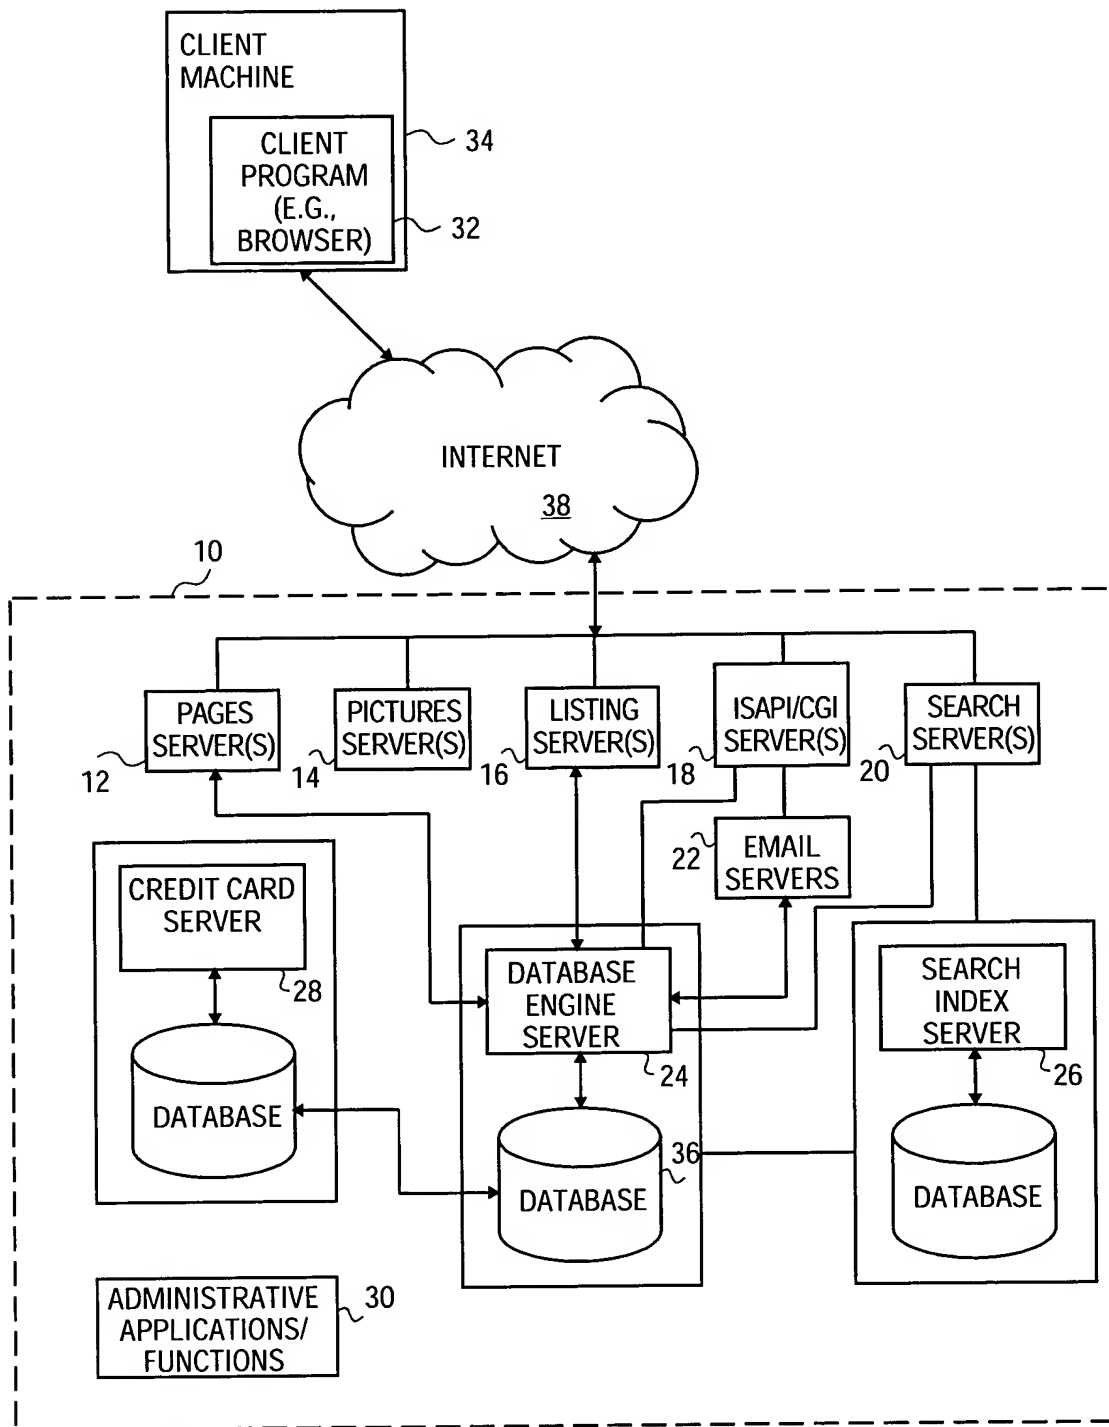 CLIENT
MACHINE
CLIENT
PROGRAM
(E.G.,
BROWSER)
34
32
INTERNET
38
10
PAGES
SERVER(S)
12
PICTURES
SERVER(S)
14
LISTING
SERVER(S)
16
ISAPI/CGI
SERVER(S)
18
SEARCH
SERVER(S)
20
EMAIL
SERVERS
22
CREDIT CARD
SERVER
28
DATABASE
DATABASE
ENGINE
SERVER
24
36
DATABASE
SEARCH
INDEX
SERVER
26
DATABASE
ADMINISTRATIVE
APPLICATIONS/
FUNCTIONS
30